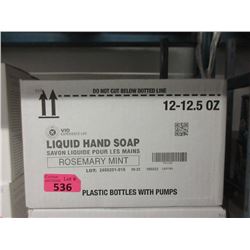 DO NOT CUT BELOW DOTTED LINE
12-12.5 OZ
VIO
LIQUID HAND SOAP
SAVON LIQUIDE POUR LES MAINS
ROSEMARY MINT
Lot #
536
PLASTIC BOTTLES WITH PUMPS